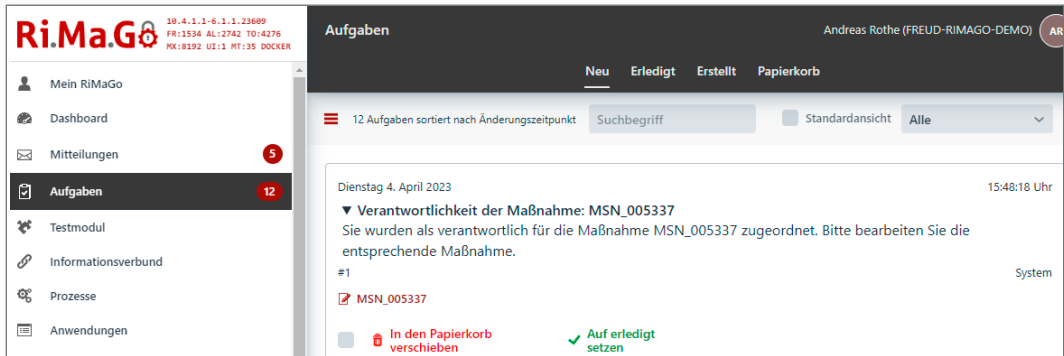 Ri.Ma.G
10.4.1.1-6.1.1.23609
FR:1534 AL:2742 TO:4276
MX:8192 UI:1 MT:35 DOCKER
Mein RiMaGo
Dashboard
Mitteilungen 5
Aufgaben 12
Testmodul
Informationsverbund
Prozesse
Anwendungen
Aufgaben
Andreas Rothe (FREUD-RIMAGO-DEMO) AR
Neu Erledigt Erstellt Papierkorb
12 Aufgaben sortiert nach Änderungszeitpunkt Suchbegriff Standardansicht Alle
Dienstag 4. April 2023 15:48:18 Uhr
▼ Verantwortlichkeit der Maßnahme: MSN_005337
Sie wurden als verantwortlich für die Maßnahme MSN_005337 zugeordnet. Bitte bearbeiten Sie die
entsprechende Maßnahme.
#1 System
MSN_005337
In den Papierkorb
verschieben
Auf erledigt
setzen